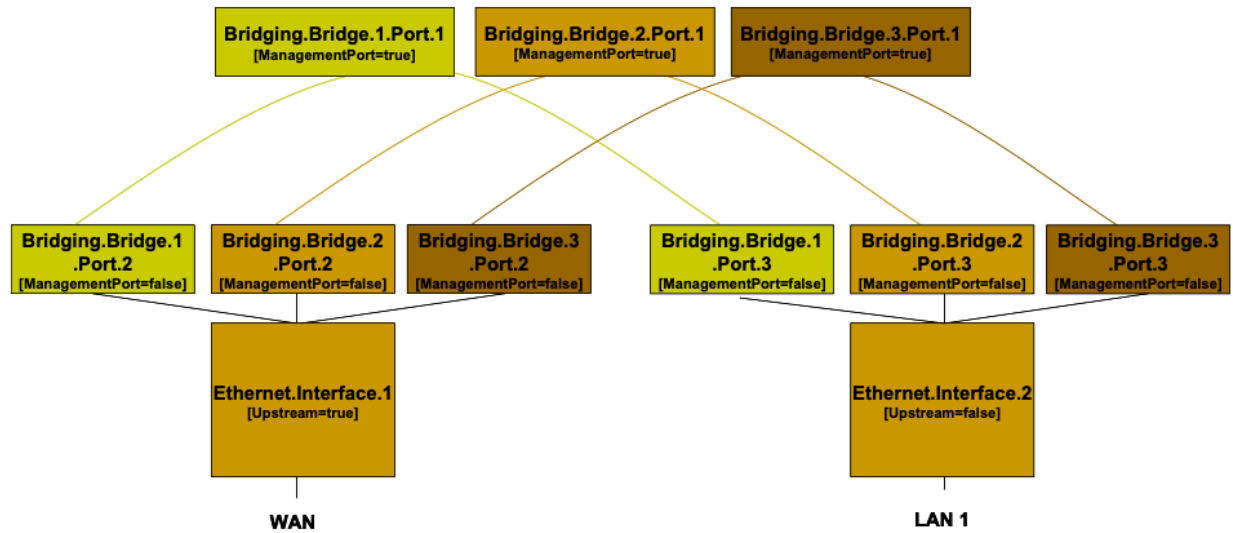 Bridging.Bridge.1.Port.1
[ManagementPort=true]
Bridging.Bridge.2.Port.1
[ManagementPort=true]
Bridging.Bridge.3.Port.1
[ManagementPort=true]
Bridging.Bridge.1
.Port.2
[ManagementPort=false]
Bridging.Bridge.2
.Port.2
[ManagementPort=false]
Bridging.Bridge.3
.Port.2
[ManagementPort=false]
Bridging.Bridge.1
.Port.3
[ManagementPort=false]
Bridging.Bridge.2
.Port.3
[ManagementPort=false]
Bridging.Bridge.3
.Port.3
[ManagementPort=false]
Ethernet.Interface.1
[Upstream=true]
Ethernet.Interface.2
[Upstream=false]
WAN
LAN 1